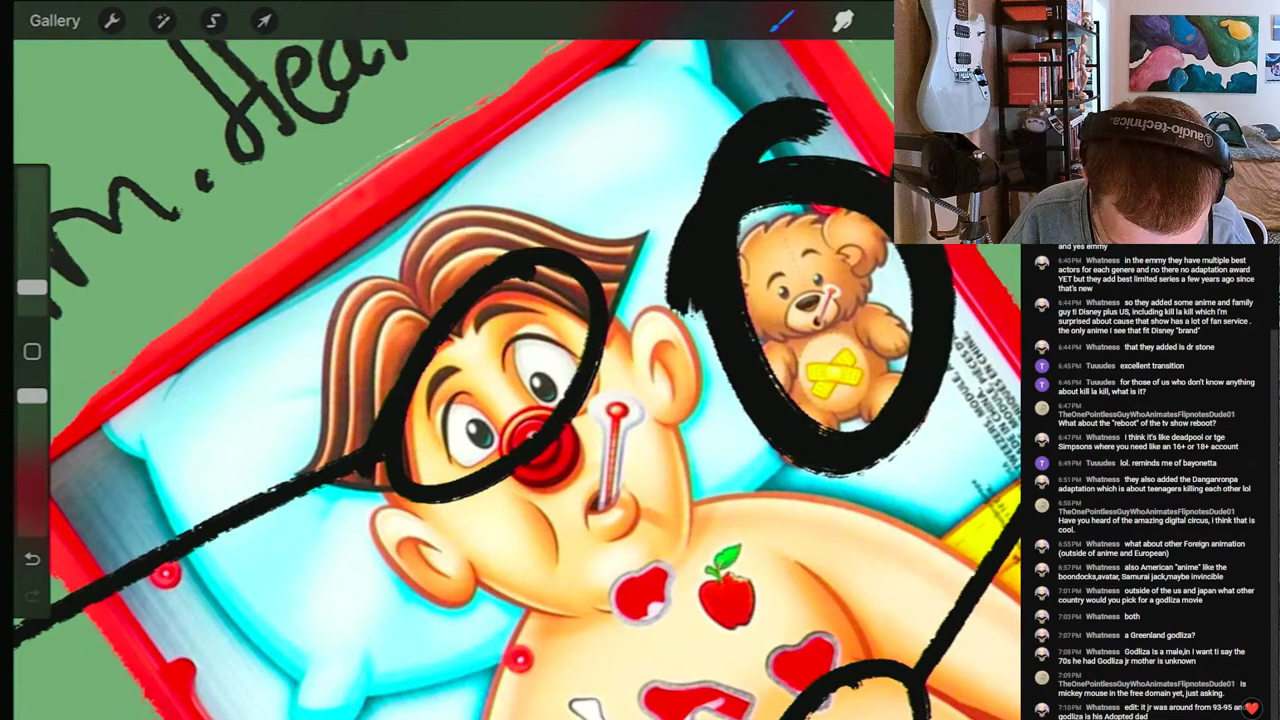 Gallery
m. Hear
audio-technica
and yes emmy
6:40PM Whatness in the emmy they have multiple best
actors for each genere and no there no adaptation award
YET but they add best limited series a few years ago since
that's new
6:44PM Whatness so they added some anime and family
guy ti Disney plus US, including kill la kill which i'm
surprised about cause that show has a lot of fan service .
the only anime I see that fit Disney "brand"
6:44PM Whatness that they added is dr stone
T 6:45PM Tuuudes excellent transition
T 6:46PM Tuuudes for those of us who don't know anything
about kill la kill, what is it?
6:47PM
TheOnePointlessGuyWhoAnimatesFlipnotesDude01
What about the "reboot" of the tv show reboot?
6:47PM Whatness I think it's like deadpool or tge
Simpsons where you need like an 16+ or 18+ account
T 6:49PM Tuuudes lol. reminds me of bayonetta
6:51PM Whatness they also added the Danganronpa
adaptation which is about teenagers killing each other lol
6:55PM
TheOnePointlessGuyWhoAnimatesFlipnotesDude01
Have you heard of the amazing digital circus, i think that is
cool.
6:55PM Whatness what about other Foreign animation
(outside of anime and European)
6:57PM Whatness also American "anime" like the
boondocks,avatar, Samurai jack,maybe invincible
7:01PM Whatness outside of the us and japan what other
country would you pick for a godliza movie
7:03PM Whatness both
7:07PM Whatness a Greenland godliza?
7:08PM Whatness Godliza Is a male,in I want ti say the
70s he had Godliza jr mother is unknown
7:09PM
TheOnePointlessGuyWhoAnimatesFlipnotesDude01 Is
mickey mouse in the free domain yet, just asking.
7:10PM Whatness edit: it jr was around from 93-95 an
godliza is his Adopted dad